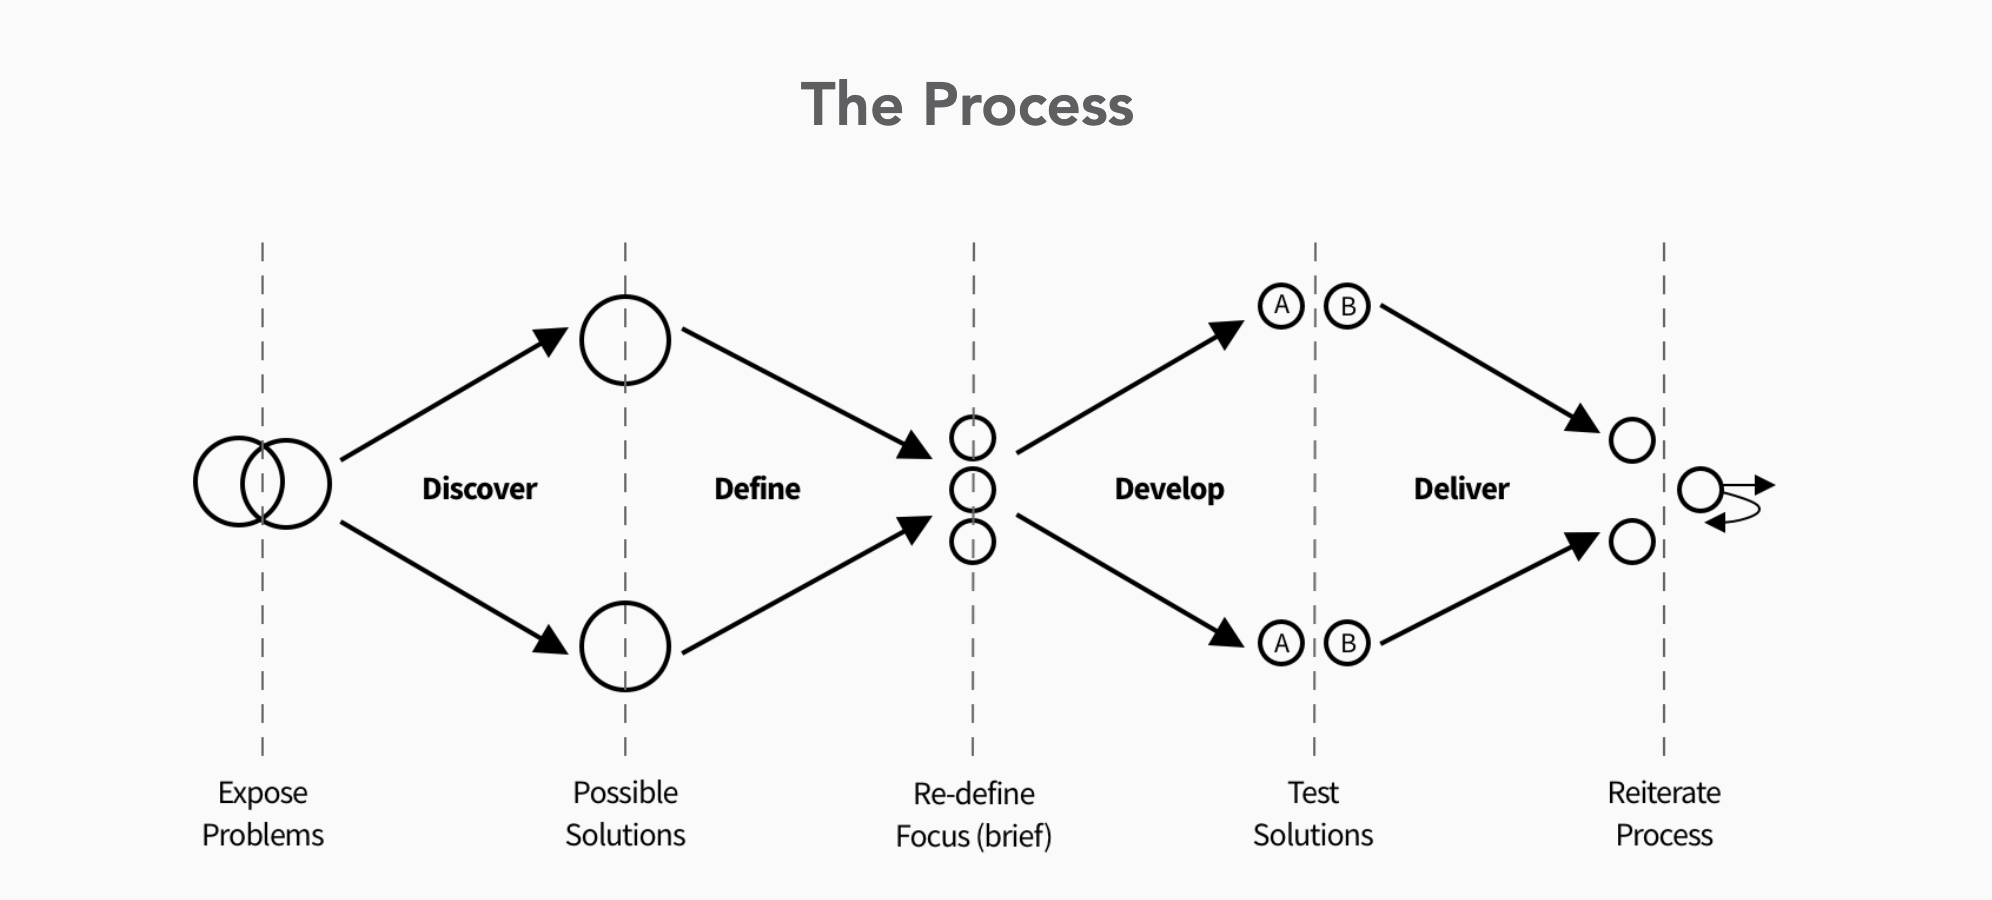 The Process
A B
Discover
Define
Develop
Deliver
A B
Expose
Problems
Possible
Solutions
Re-define
Focus (brief)
Test
Solutions
Reiterate
Process